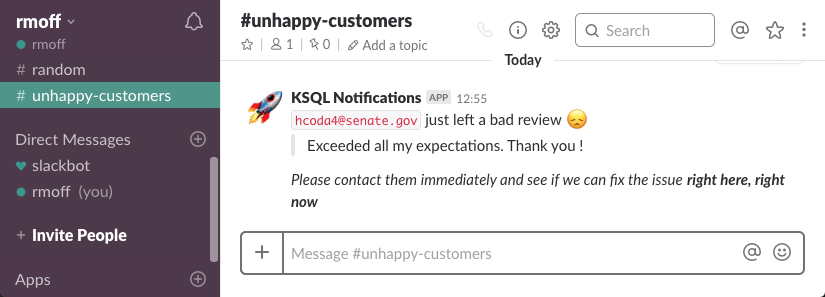 rmoff
rmoff
# random
# unhappy-customers
Direct Messages
slackbot
rmoff (you)
+ Invite People
Apps
#unhappy-customers
1
0
Add a topic
Search
Today
KSQL Notifications APP 12:55
hcoda4@senate.gov just left a bad review 😞
Exceeded all my expectations. Thank you !
Please contact them immediately and see if we can fix the issue right here, right
now
Message #unhappy-customers